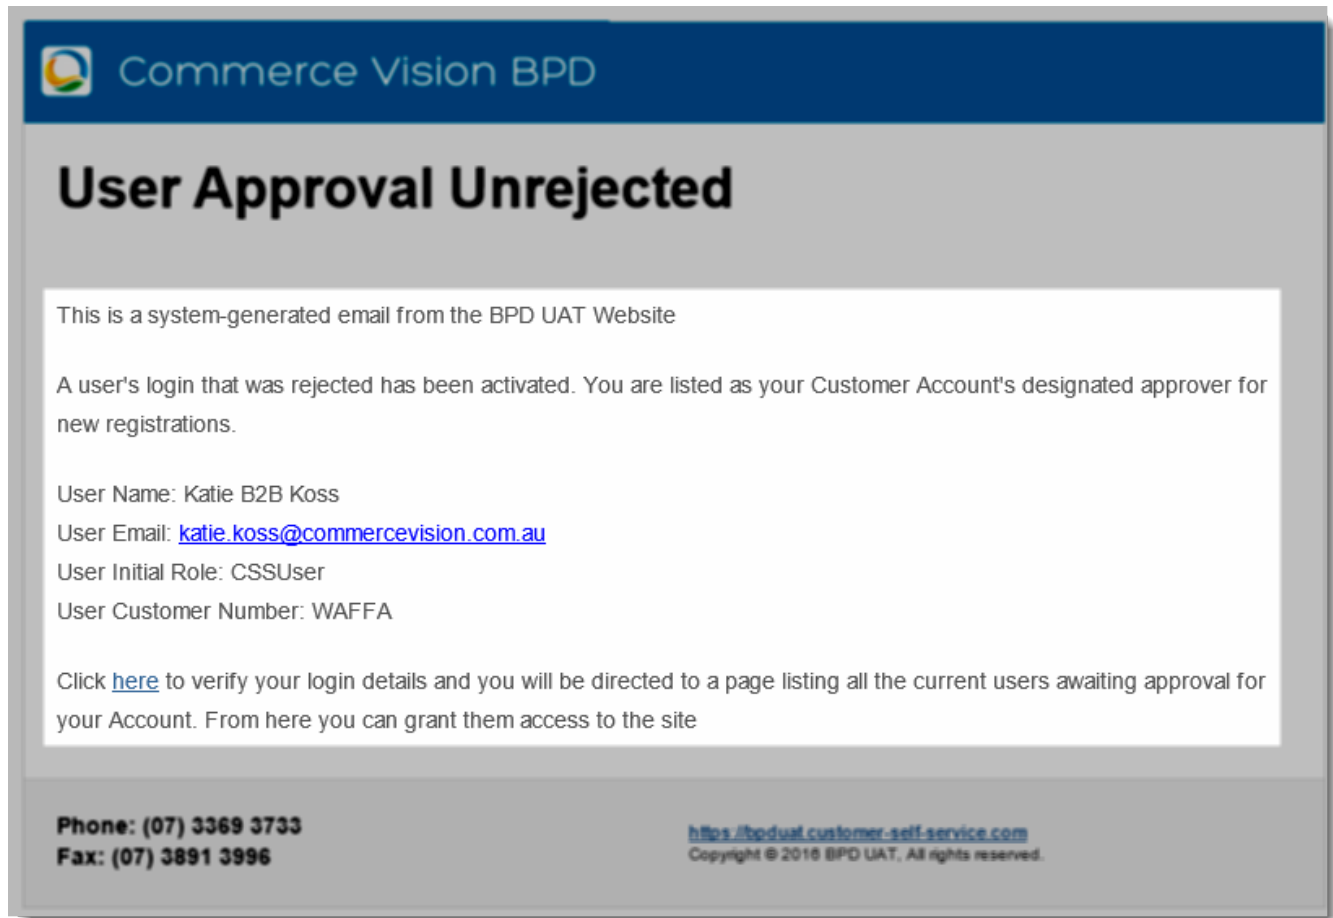 Commerce Vision BPD
User Approval Unrejected
This is a system-generated email from the BPD UAT Website
A user's login that was rejected has been activated. You are listed as your Customer Account's designated approver for
new registrations.
User Name: Katie B2B Koss
User Email: katie.koss@commercevision.com.au
User Initial Role: CSSUser
User Customer Number: WAFFA
Click here to verify your login details and you will be directed to a page listing all the current users awaiting approval for
your Account. From here you can grant them access to the site
Phone: (07) 3369 3733
Fax: (07) 3891 3996
https://bpduat.customer-self-service.com
Copyright © 2016 BPD UAT, All rights reserved.